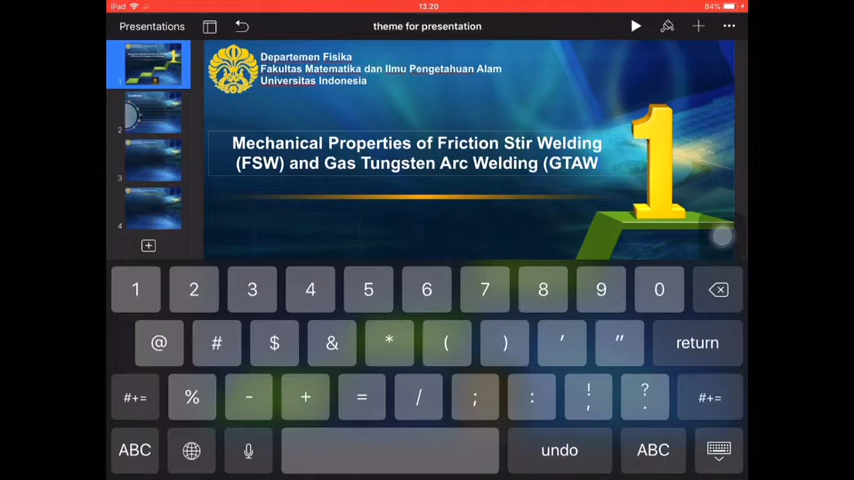 iPad
13.20
84%
Presentations
theme for presentation
Departemen Fisika
Fakultas Matematika dan Ilmu Pengetahuan Alam
Universitas Indonesia
Mechanical Properties of Friction Stir Welding
(FSW) and Gas Tungsten Arc Welding (GTAW
1
1
2
3
4
1 2 3 4 5 6 7 8 9 0
@ # $ & * ( ) ' " return
#+= % - + = / ; : ! , ? . #+=
ABC undo ABC